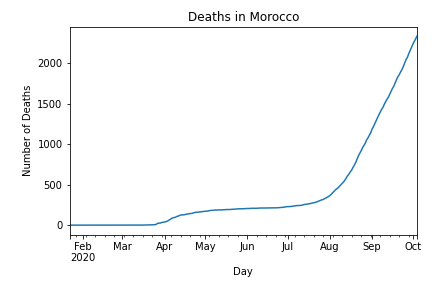 Deaths in Morocco
Number of Deaths
2000
1500
1000
500
0
Feb Mar Apr May Jun Jul Aug Sep Oct
2020
Day